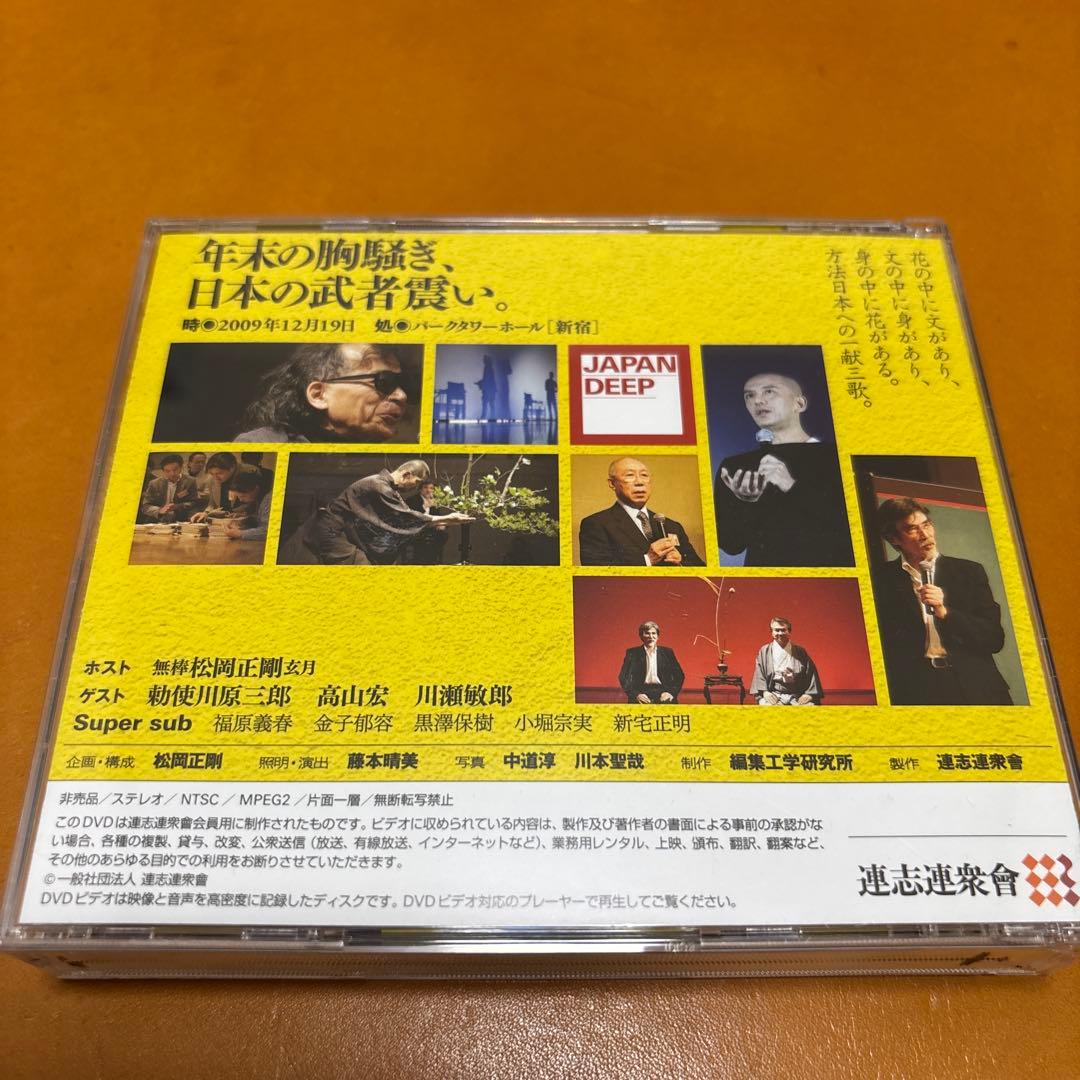 年末の胸騒ぎ、
日本の武者震い。
時◉2009年12月19日 処◉パークタワーホール[新宿]
花の中に文があり、
文の中に身があり、
身の中に花がある。
方法日本への一献三歌。
JAPAN
DEEP
ホスト 無棒松岡正剛玄月
ゲスト 勅使川原三郎 高山宏 川瀬敏郎
Super sub 福原義春 金子郁容 黒澤保樹 小堀宗実 新宅正明
企画・構成 松岡正剛 照明・演出 藤本晴美 写真 中道淳 川本聖哉 制作 編集工学研究所 製作 連志連衆會
非売品／ステレオ／NTSC／MPEG2／片面一層／無断転写禁止
このDVDは連志連衆會会員用に制作されたものです。ビデオに収められている内容は、製作及び著作者の書面による事前の承認がな
い場合、各種の複製、貸与、改変、公衆送信（放送、有線放送、インターネットなど）、業務用レンタル、上映、頒布、翻訳、翻案など、
その他のあらゆる目的での利用をお断りさせていただきます。
©一般社団法人 連志連衆會
DVDビデオは映像と音声を高密度に記録したディスクです。DVDビデオ対応のプレーヤーで再生してご覧ください。
連志連衆會